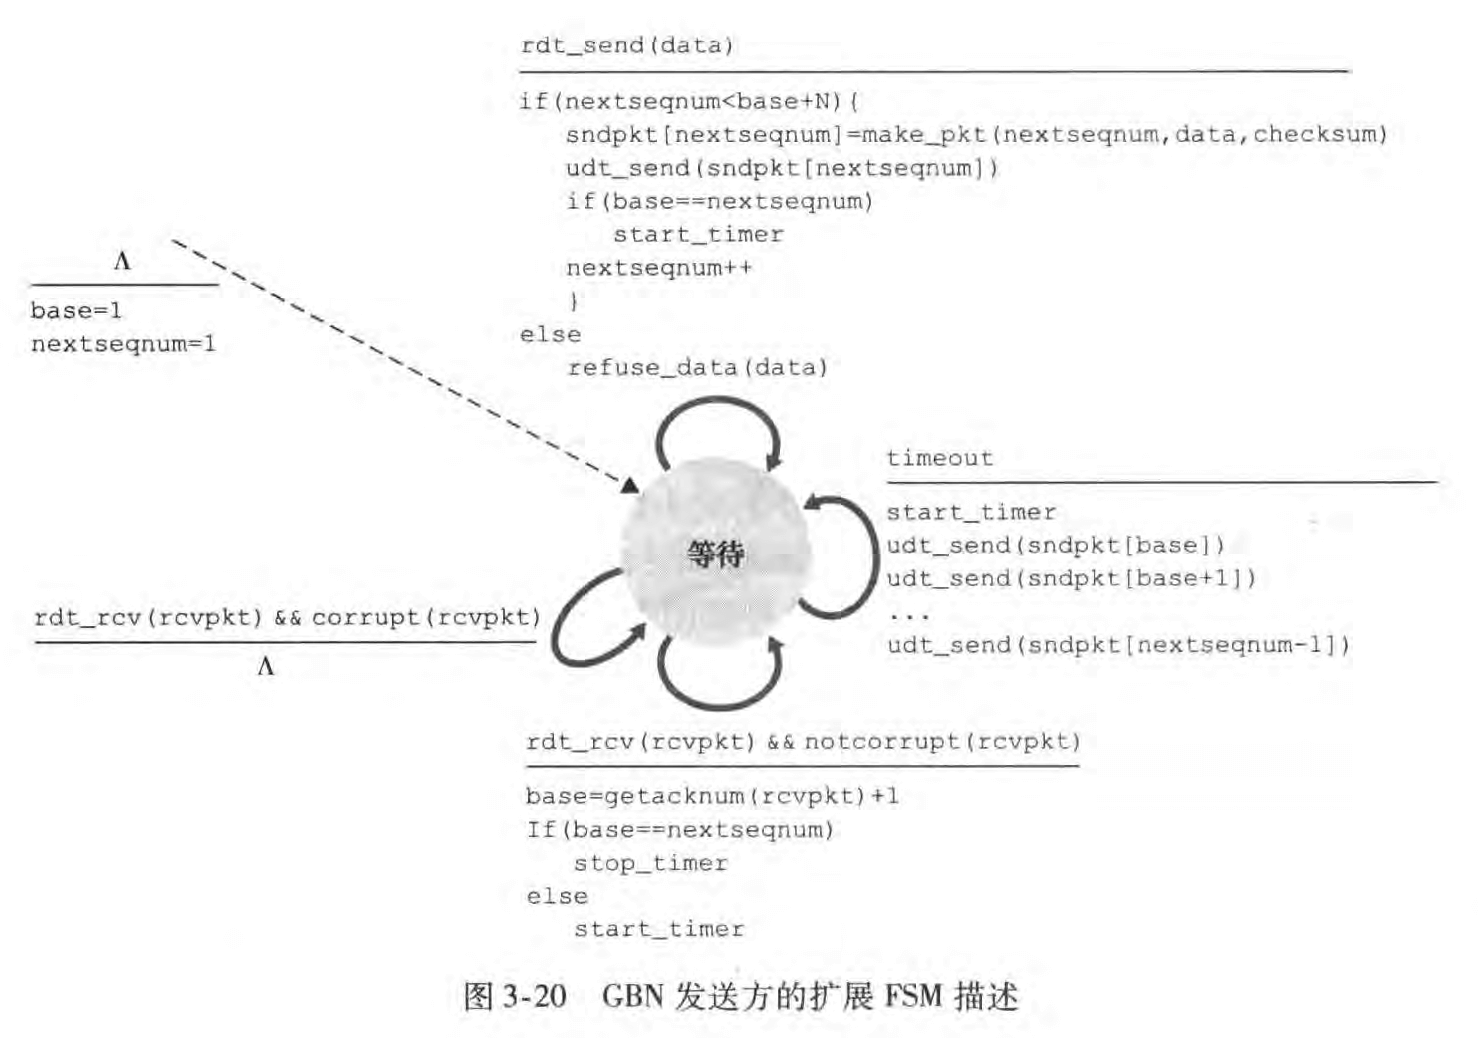 rdt_send(data)
if(nextseqnum<base+N){
sndpkt[nextseqnum]=make_pkt(nextseqnum,data,checksum)
udt_send(sndpkt[nextseqnum])
if(base==nextseqnum)
start_timer
nextseqnum++
}
else
refuse_data(data)
Λ
base=1
nextseqnum=1
等待
timeout
start_timer
udt_send(sndpkt[base])
udt_send(sndpkt[base+1])
...
udt_send(sndpkt[nextseqnum-1])
rdt_rcv(rcvpkt) && corrupt(rcvpkt)
Λ
rdt_rcv(rcvpkt) && notcorrupt(rcvpkt)
base=getacknum(rcvpkt)+1
If(base==nextseqnum)
stop_timer
else
start_timer
图 3-20 GBN 发送方的扩展 FSM 描述